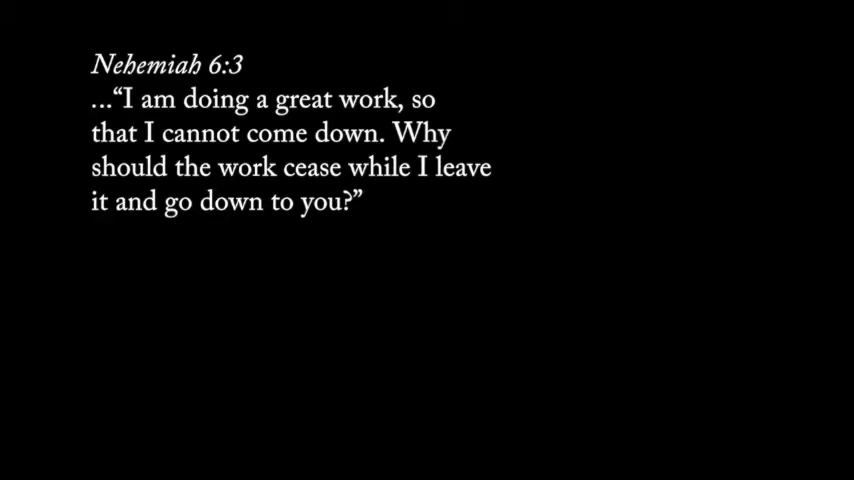 Nehemiah 6:3
...“I am doing a great work, so
that I cannot come down. Why
should the work cease while I leave
it and go down to you?”